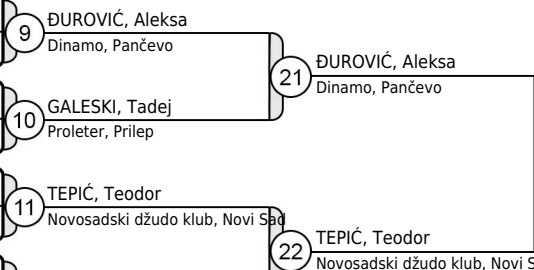 9
ĐUROVIĆ, Aleksa
Dinamo, Pančevo
10
GALESKI, Tadej
Proleter, Prilep
21
ĐUROVIĆ, Aleksa
Dinamo, Pančevo
11
TEPIĆ, Teodor
Novosadski džudo klub, Novi Sad
22
TEPIĆ, Teodor
Novosadski džudo klub, Novi